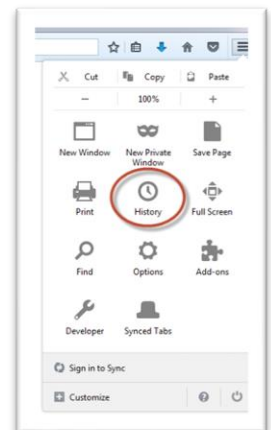 Cut Copy Paste
100%
New Window New Private Window Save Page
Print History Full Screen
Find Options Add-ons
Developer Synced Tabs
Sign in to Sync
Customize